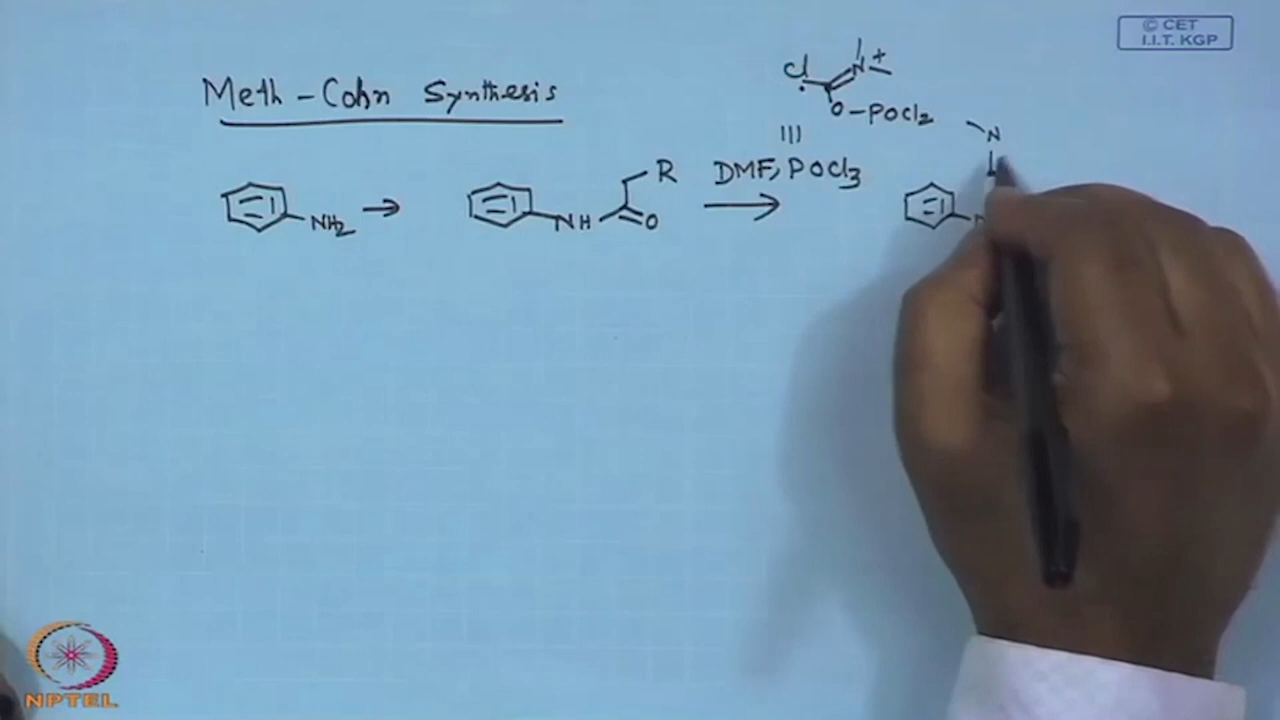 © CET
I.I.T. KGP
Meth-Cohn Synthesis
Cl N +
O-POCl2
N
DMF, POCl3
NH2
NH
O
R
NPTEL